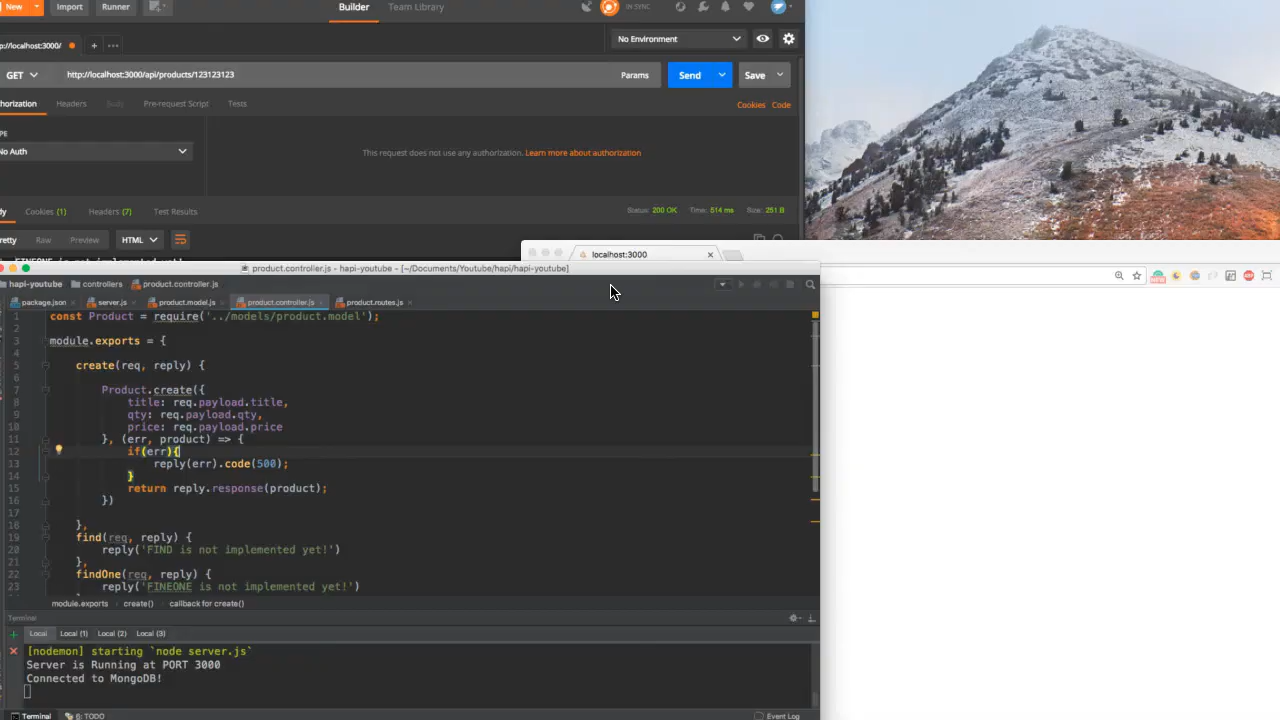 New Import Runner Builder Team Library IN SYNC
p://localhost:3000/ + ••• No Environment
GET http://localhost:3000/api/products/123123123 Params Send Save
horization Headers Body Pre-request Script Tests Cookies Code
YPE
No Auth
This request does not use any authorization. Learn more about authorization
dy Cookies (1) Headers (7) Test Results Status: 200 OK Time: 514 ms Size: 251 B
retty Raw Preview HTML
localhost:3000
product.controller.js - hapi-youtube - [~/Documents/Youtube/hapi/hapi-youtube]
hapi-youtube controllers product.controller.js
package.json server.js product.model.js product.controller.js product.routes.js
1 const Product = require('../models/product.model');
2
3 module.exports = {
4
5 create(req, reply) {
6
7 Product.create({
8 title: req.payload.title,
9 qty: req.payload.qty,
10 price: req.payload.price
11 }, (err, product) => {
12 if(err){
13 reply(err).code(500);
14 }
15 return reply.response(product);
16 })
17
18 },
19 find(req, reply) {
20 reply('FIND is not implemented yet!')
21 },
22 findOne(req, reply) {
23 reply('FINEONE is not implemented yet!')
module.exports create() callback for create()
Terminal
+ Local Local (1) Local (2) Local (3)
[nodemon] starting `node server.js`
Server is Running at PORT 3000
Connected to MongoDB!
Terminal 6: TODO Event Log